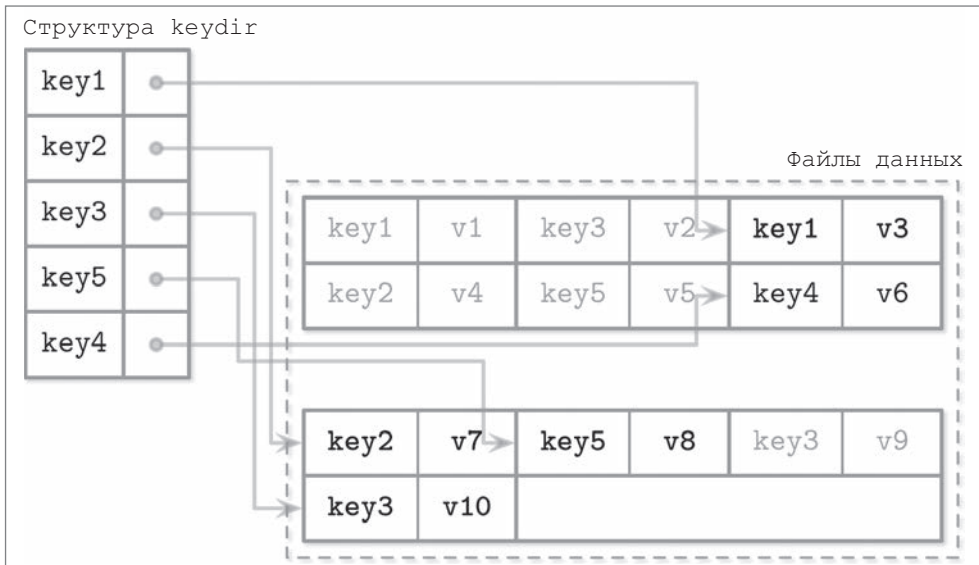 Структура keydir
key1
key2
key3
key5
key4
Файлы данных
key1 v1 key3 v2 key1 v3
key2 v4 key5 v5 key4 v6
key2 v7 key5 v8 key3 v9
key3 v10